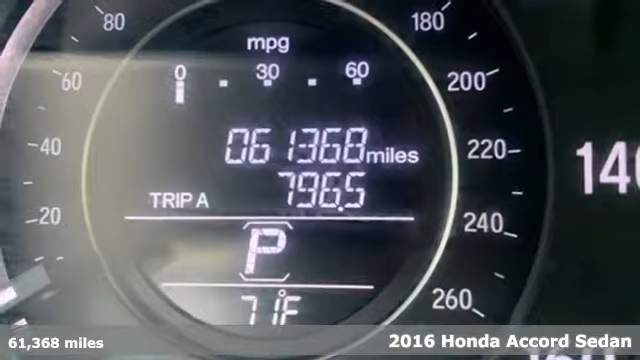 80
180
mpg
0 30 60
60
200
061368 miles
40
220
140
796.5
TRIP A
20
240
P
71°F
260
61,368 miles
2016 Honda Accord Sedan